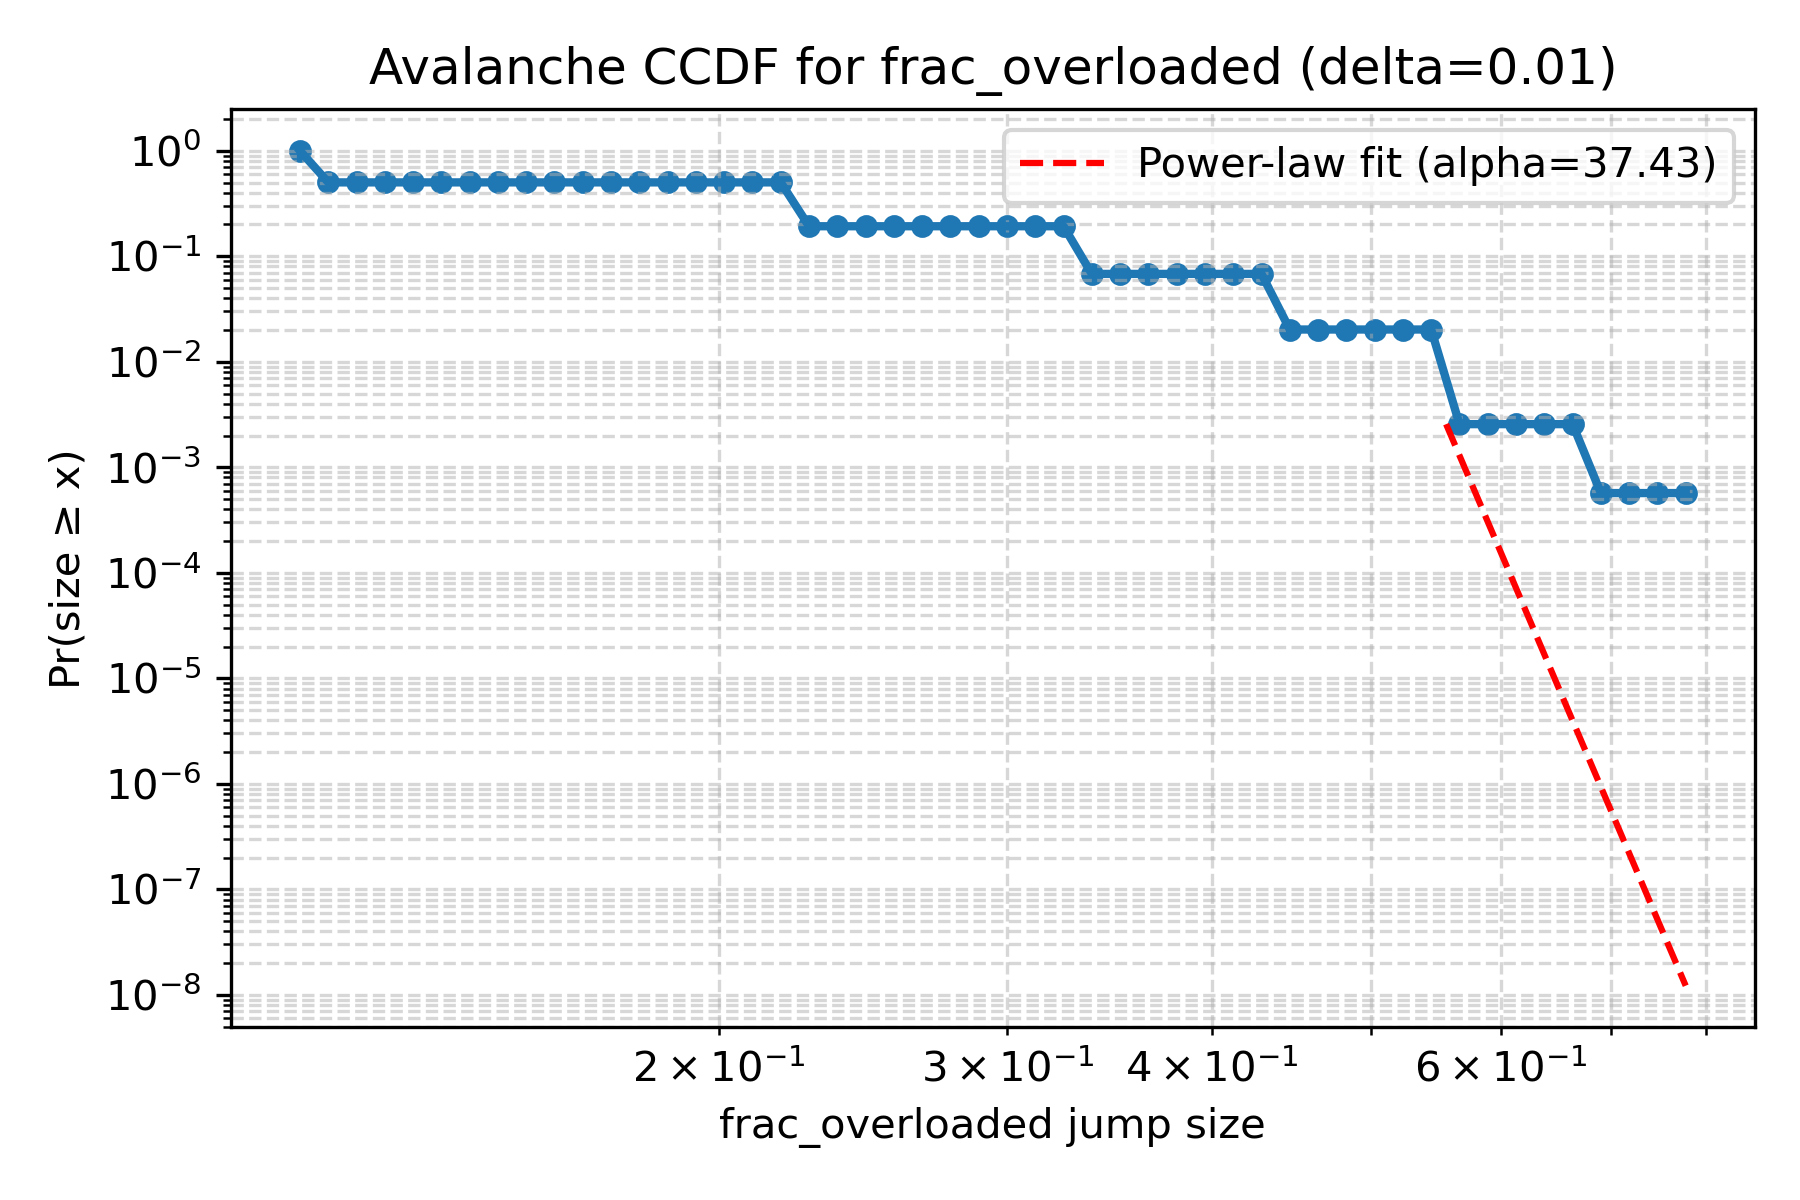 Avalanche CCDF for frac_overloaded (delta=0.01)
Power-law fit (alpha=37.43)
Pr(size ≥ x)
10⁰
10⁻¹
10⁻²
10⁻³
10⁻⁴
10⁻⁵
10⁻⁶
10⁻⁷
10⁻⁸
2 × 10⁻¹ 3 × 10⁻¹ 4 × 10⁻¹ 6 × 10⁻¹
frac_overloaded jump size